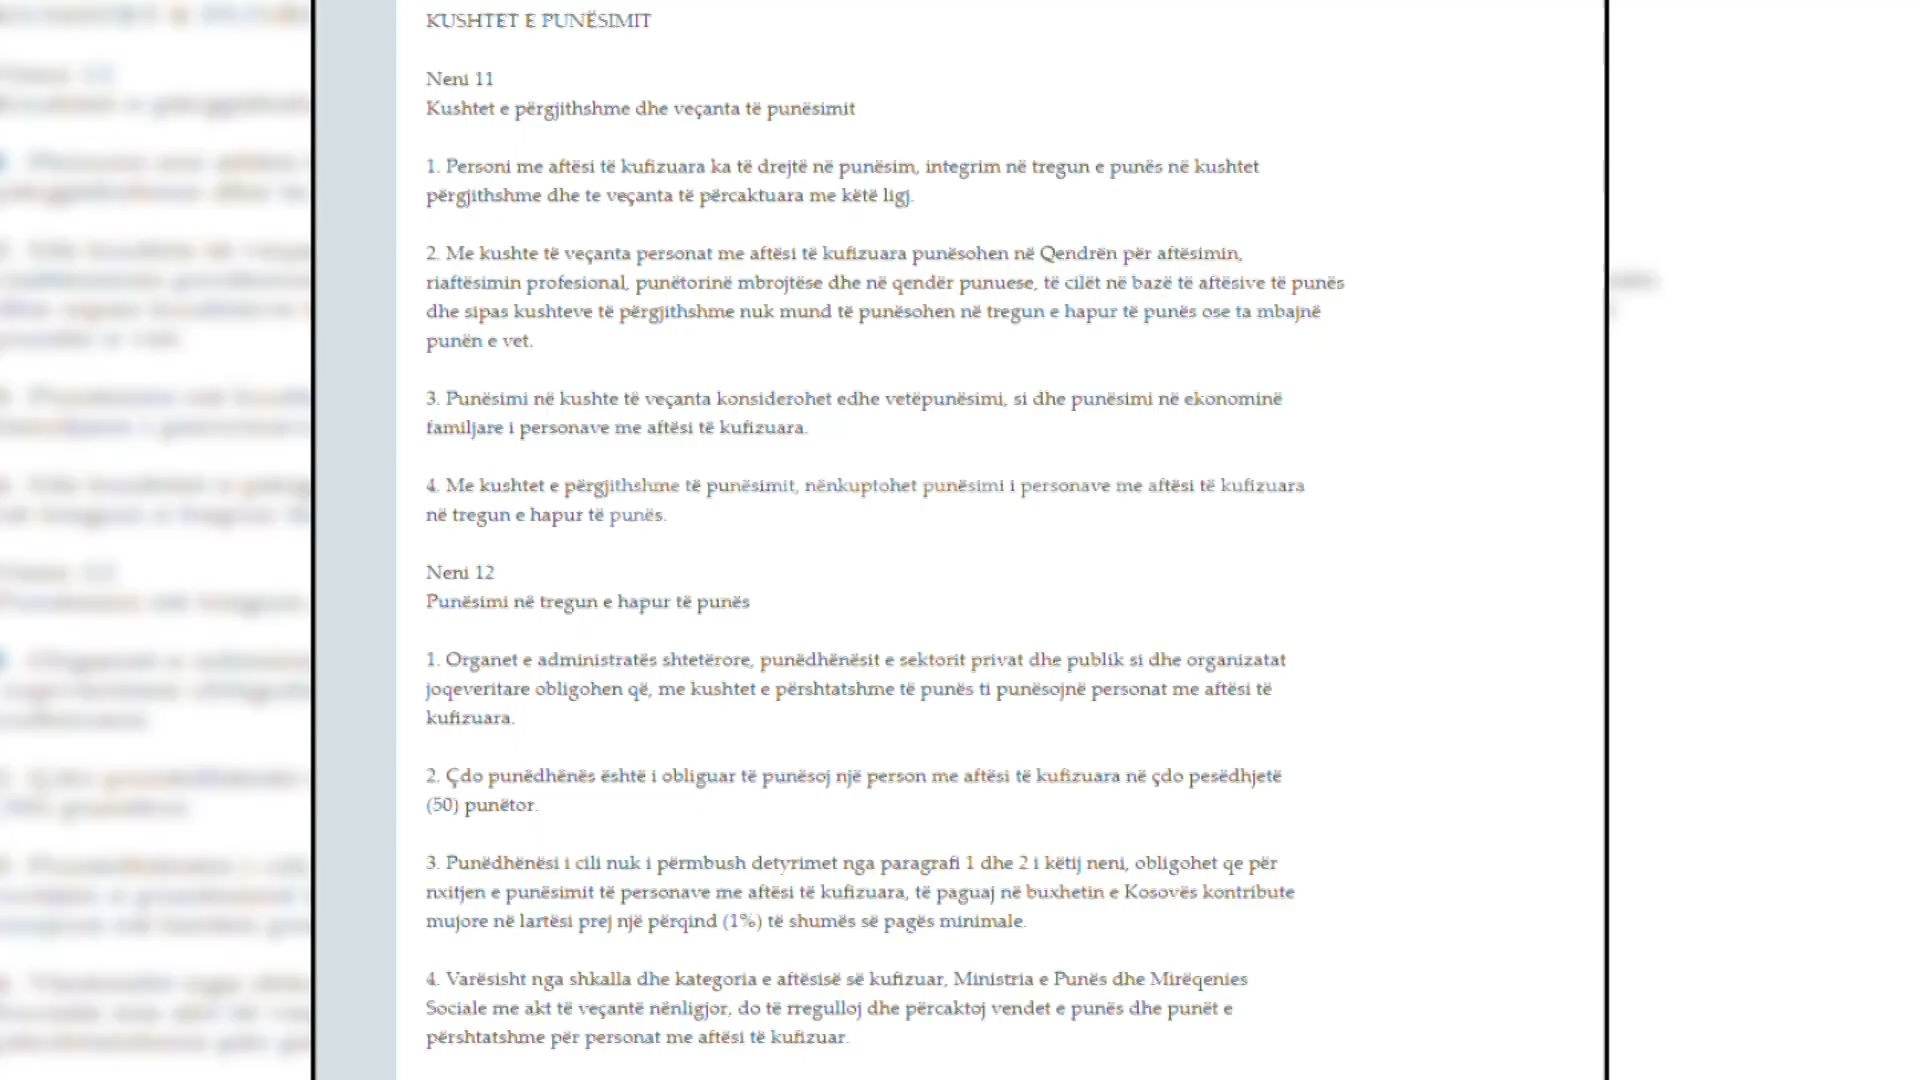 KUSHTET E PUNËSIMIT
Neni 11
Kushtet e përgjithshme dhe veçanta të punësimit
1. Personi me aftësi të kufizuara ka të drejtë në punësim, integrim në tregun e punës në kushtet
përgjithshme dhe te veçanta të përcaktuara me këtë ligj.
2. Me kushte të veçanta personat me aftësi të kufizuara punësohen në Qendrën për aftësimin,
riaftësimin profesional, punëtorinë mbrojtëse dhe në qendër punuese, të cilët në bazë të aftësive të punës
dhe sipas kushteve të përgjithshme nuk mund të punësohen në tregun e hapur të punës ose ta mbajnë
punën e vet.
3. Punësimi në kushte të veçanta konsiderohet edhe vetëpunësimi, si dhe punësimi në ekonominë
familjare i personave me aftësi të kufizuara.
4. Me kushtet e përgjithshme të punësimit, nënkuptohet punësimi i personave me aftësi të kufizuara
në tregun e hapur të punës.
Neni 12
Punësimi në tregun e hapur të punës
1. Organet e administratës shtetërore, punëdhënësit e sektorit privat dhe publik si dhe organizatat
joqeveritare obligohen që, me kushtet e përshtatshme të punës ti punësojnë personat me aftësi të
kufizuara.
2. Çdo punëdhënës është i obliguar të punësoj një person me aftësi të kufizuara në çdo pesëdhjetë
(50) punëtor.
3. Punëdhënësi i cili nuk i përmbush detyrimet nga paragrafi 1 dhe 2 i këtij neni, obligohet qe për
nxitjen e punësimit të personave me aftësi të kufizuara, të paguaj në buxhetin e Kosovës kontribute
mujore në lartësi prej një përqind (1%) të shumës së pagës minimale.
4. Varësisht nga shkalla dhe kategoria e aftësisë së kufizuar, Ministria e Punës dhe Mirëqenies
Sociale me akt të veçantë nënligjor, do të rregulloj dhe përcaktoj vendet e punës dhe punët e
përshtatshme për personat me aftësi të kufizuar.